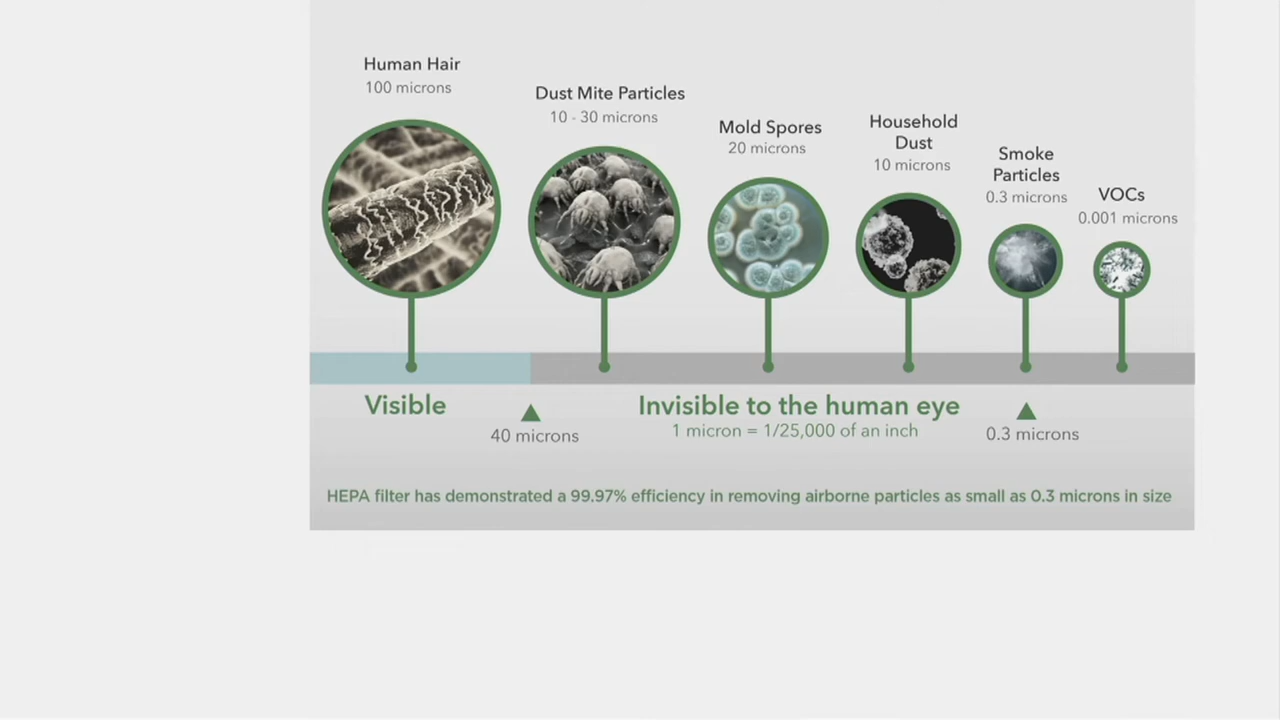 Human Hair
100 microns
Dust Mite Particles
10 - 30 microns
Mold Spores
20 microns
Household
Dust
10 microns
Smoke
Particles
0.3 microns
VOCs
0.001 microns
Visible
40 microns
Invisible to the human eye
1 micron = 1/25,000 of an inch
0.3 microns
HEPA filter has demonstrated a 99.97% efficiency in removing airborne particles as small as 0.3 microns in size